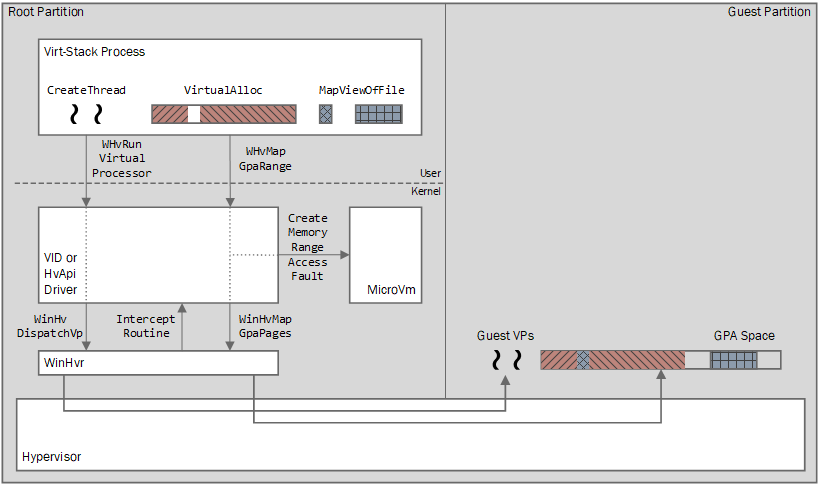 Root Partition
Guest Partition
Virt-Stack Process
CreateThread
VirtualAlloc
MapViewOfFile
WHvRun
Virtual
Processor
WHvMap
GpaRange
User
Kernel
VID or
HvApi
Driver
Create
Memory
Range
Access
Fault
MicroVm
WinHv
DispatchVp
Intercept
Routine
WinHvMap
GpaPages
WinHvr
Guest VPs
GPA Space
Hypervisor